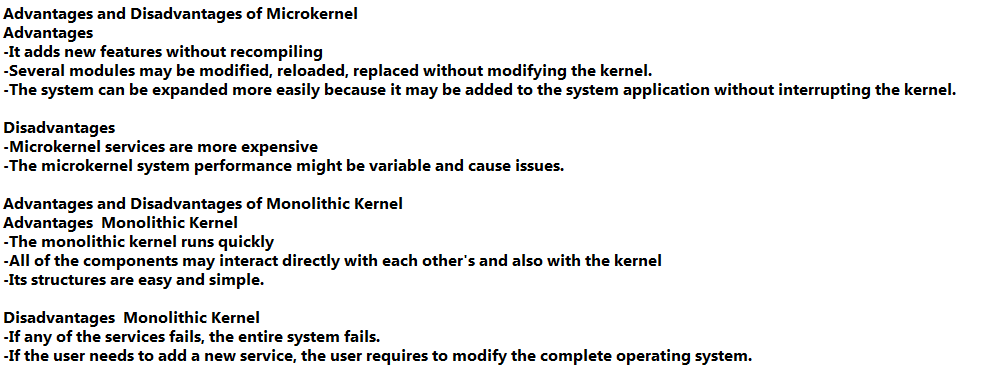 Advantages and Disadvantages of Microkernel
Advantages
-It adds new features without recompiling
-Several modules may be modified, reloaded, replaced without modifying the kernel.
-The system can be expanded more easily because it may be added to the system application without interrupting the kernel.
Disadvantages
-Microkernel services are more expensive
-The microkernel system performance might be variable and cause issues.
Advantages and Disadvantages of Monolithic Kernel
Advantages  Monolithic Kernel
-The monolithic kernel runs quickly
-All of the components may interact directly with each other's and also with the kernel
-Its structures are easy and simple.
Disadvantages  Monolithic Kernel
-If any of the services fails, the entire system fails.
-If the user needs to add a new service, the user requires to modify the complete operating system.